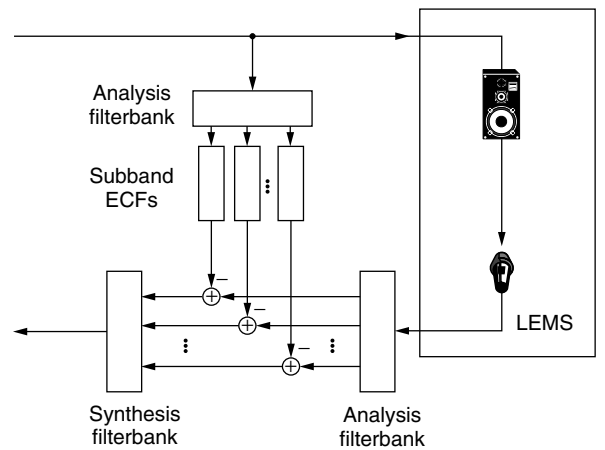 Analysis
filterbank
Subband
ECFs
LEMS
Synthesis
filterbank
Analysis
filterbank